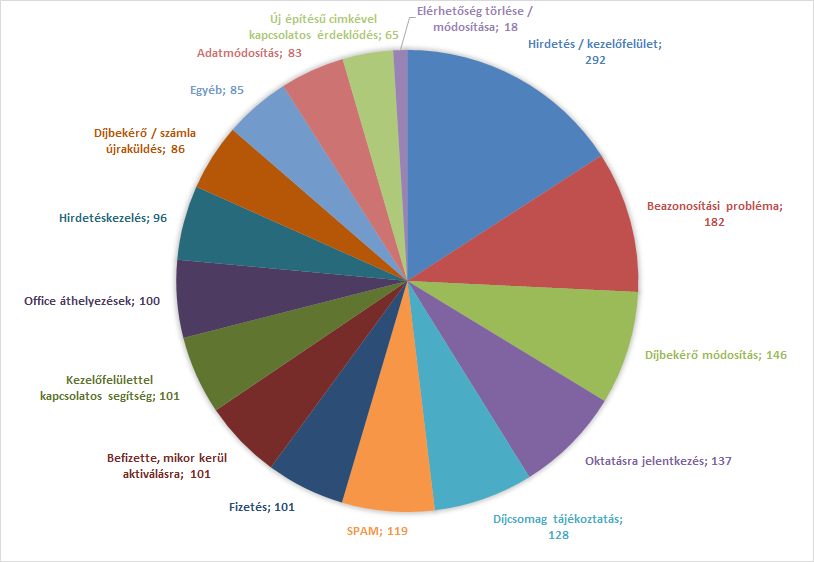 Hirdetés / kezelőfelület;
292
Beazonosítási probléma;
182
Díjbekérő módosítás; 146
Oktatásra jelentkezés; 137
Díjcsomag tájékoztatás;
128
SPAM; 119
Fizetés; 101
Befizette, mikor kerül
aktiválásra; 101
Kezelőfelülettel
kapcsolatos segítség; 101
Office áthelyezések; 100
Hirdetéskezelés; 96
Díjbekérő / számla
újraküldés; 86
Egyéb; 85
Adatmódosítás; 83
Új építésű cimkével
kapcsolatos érdeklődés; 65
Elérhetőség törlése /
módosítása; 18